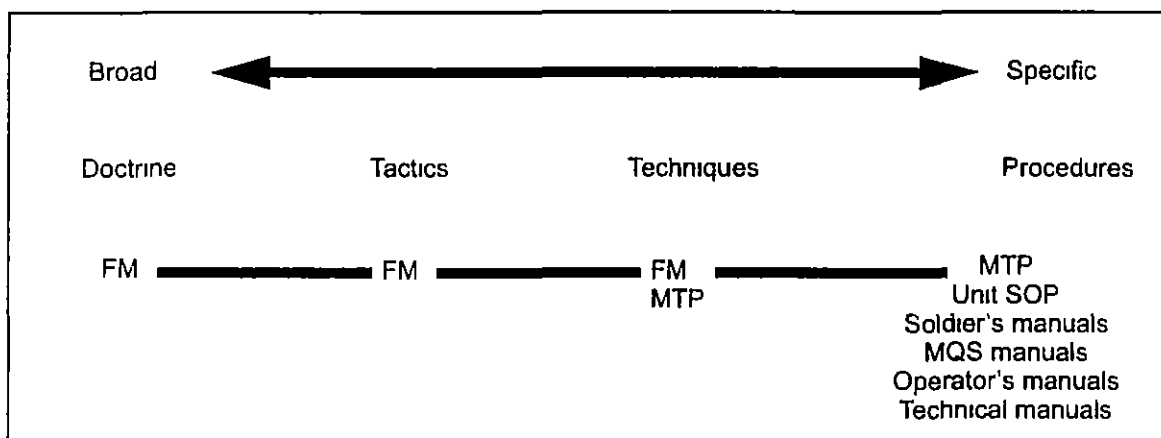 Broad Specific
Doctrine Tactics Techniques Procedures
FM FM FM MTP
MTP Unit SOP
Soldier's manuals
MQS manuals
Operator's manuals
Technical manuals